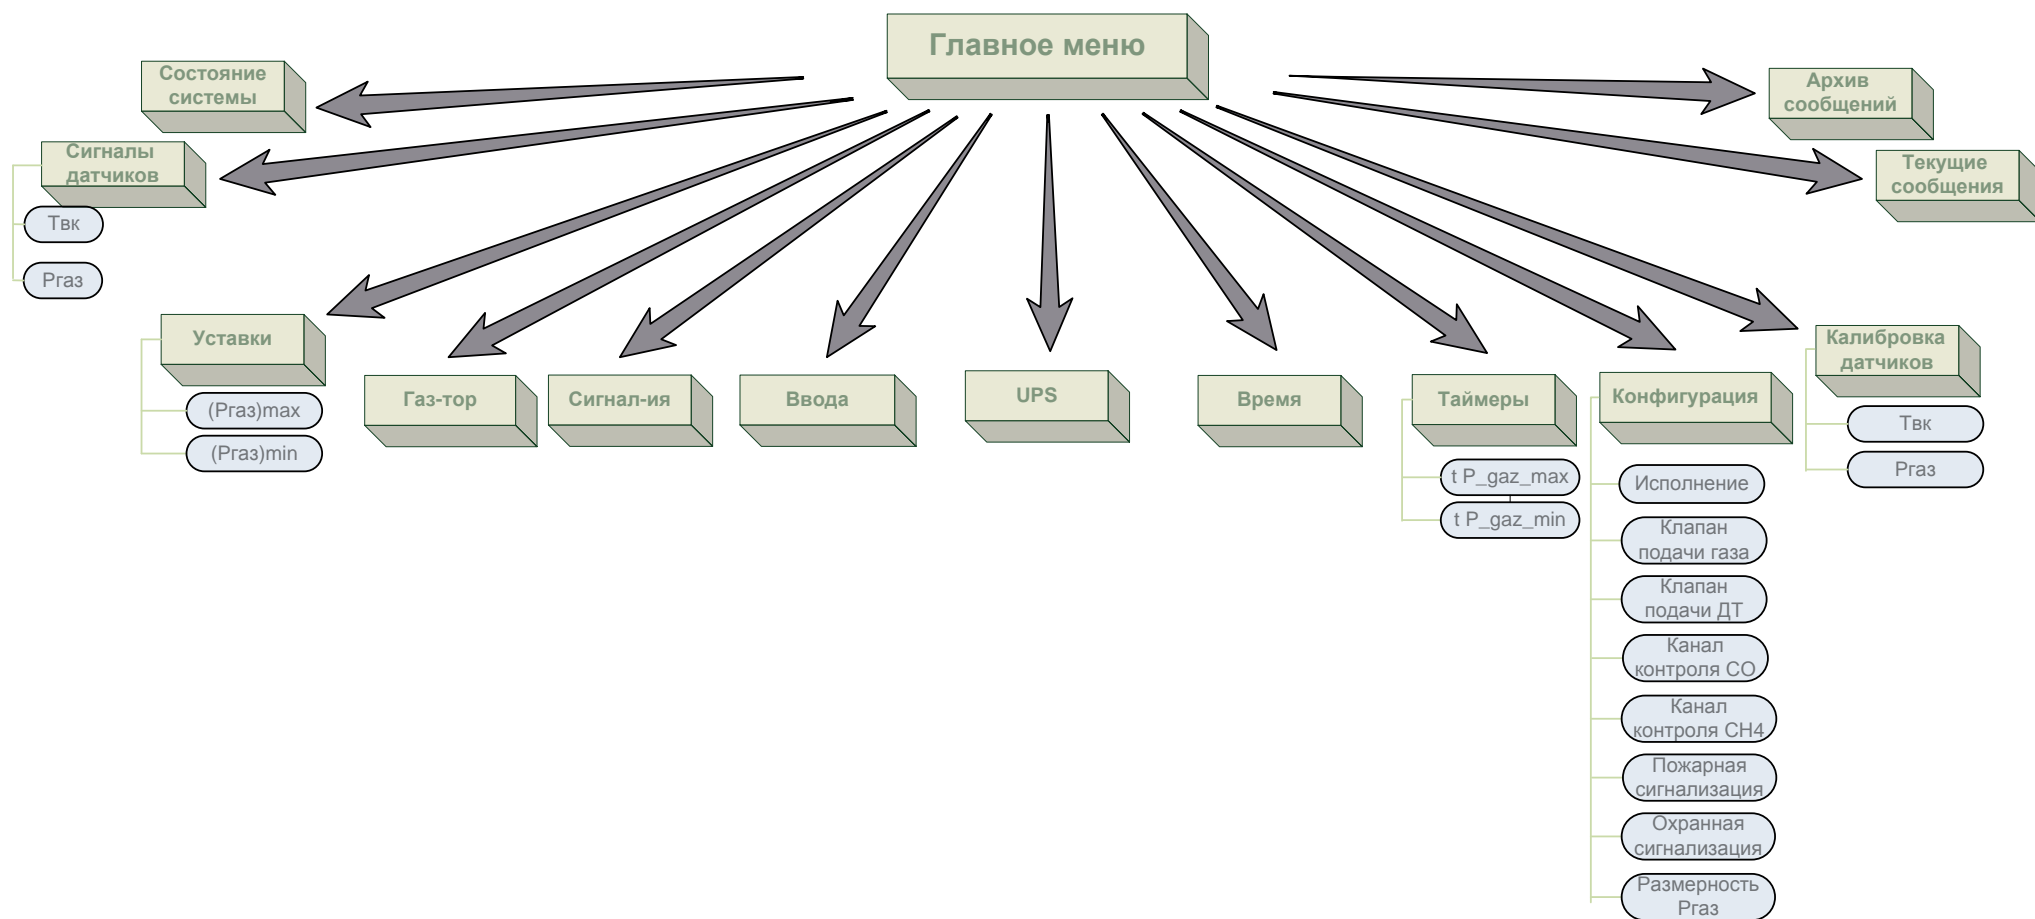 Главное меню
Состояние
системы
Архив
сообщений
Сигналы
датчиков
Твк
Ргаз
Текущие
сообщения
Уставки
(Ргаз)max
(Ргаз)min
Газ-тор
Сигнал-ия
Ввода
UPS
Время
Таймеры
t P_gaz_max
t P_gaz_min
Конфигурация
Исполнение
Клапан
подачи газа
Клапан
подачи ДТ
Канал
контроля СО
Канал
контроля СН4
Пожарная
сигнализация
Охранная
сигнализация
Размерность
Ргаз
Калибровка
датчиков
Твк
Ргаз